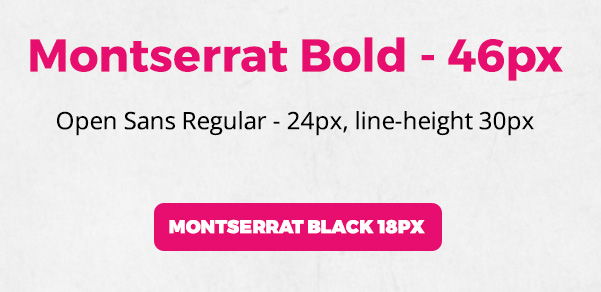 Montserrat Bold - 46px
Open Sans Regular - 24px, line-height 30px
MONTSERRAT BLACK 18PX